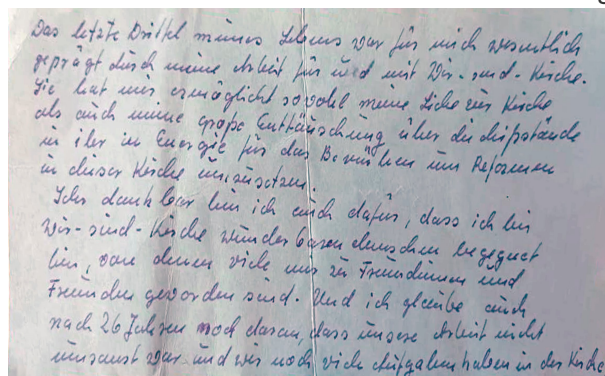 Das letzte Drittel meines Lebens war für mich wesentlich
geprägt durch meine Arbeit für und mit Wir-sind-Kirche.
Sie hat mir ermöglicht sowohl meine Liebe zur Kirche
als auch meine große Enttäuschung über die Mißstände
in ihr in Energie für das Bemühen um Reformen
in dieser Kirche umzusetzen.
Sehr dankbar bin ich auch dafür, dass ich bei
Wir-sind-Kirche wunderbaren Menschen begegnet
bin, von denen viele mir zu Freundinnen und
Freunden geworden sind. Und ich glaube auch
nach 26 Jahren noch daran, dass unsere Arbeit nicht
umsonst war und wir noch viele Aufgaben haben in der Kirche